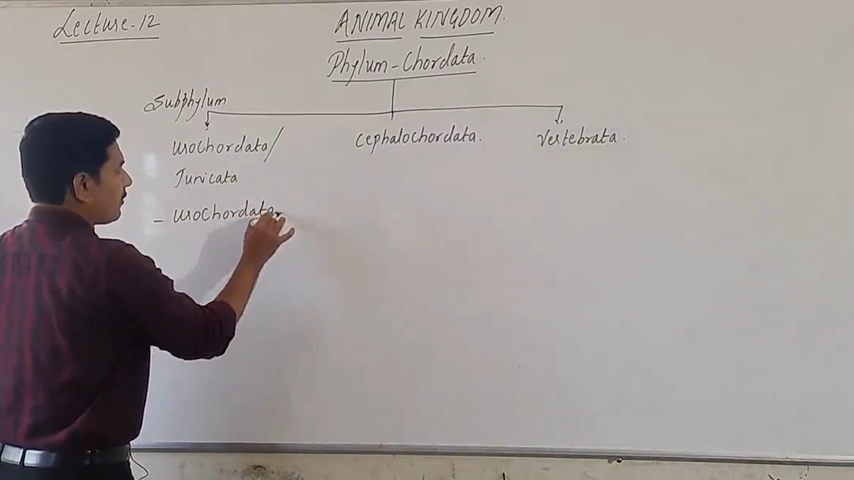 Lecture-12
ANIMAL KINGDOM.
Phylum-Chordata.
Subphylum
Urochordata/
Tunicata
Cephalochordata.
Vertebrata.
- Urochordata